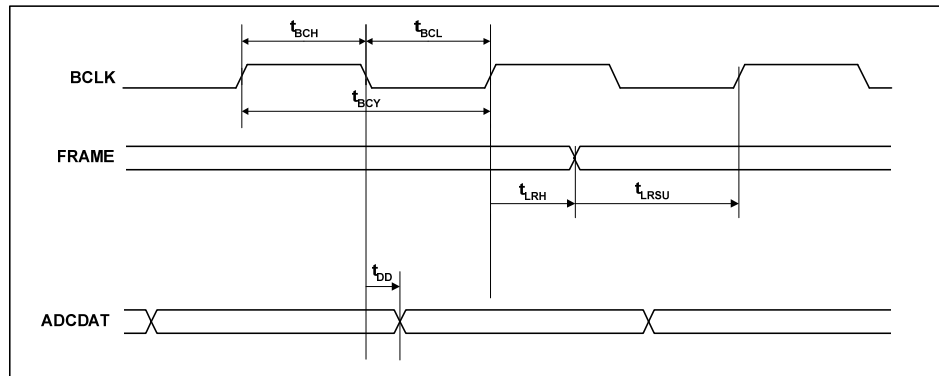 tBCH
tBCL
BCLK
tBCY
FRAME
tLRH
tLRSU
tDD
ADCDAT